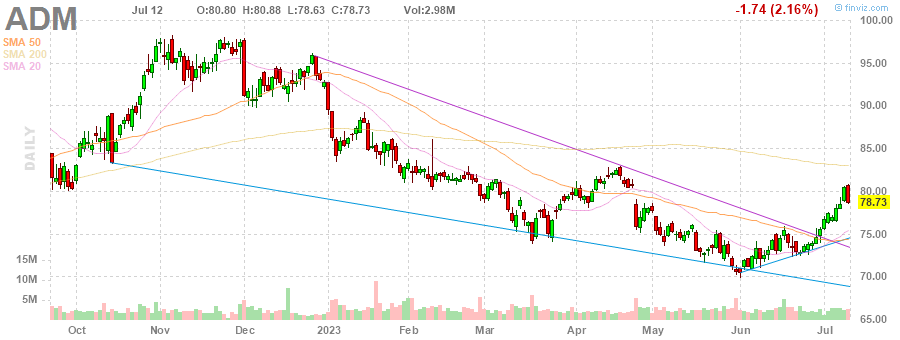 ADM Jul 12 O:80.80 H:80.88 L:78.63 C:78.73 Vol:2.98M -1.74 (2.16%) © finviz.com
SMA 50
SMA 200
SMA 20
DAILY
100.00
95.00
90.00
85.00
80.00
78.73
75.00
70.00
65.00
15M
10M
5M
Oct Nov Dec 2023 Feb Mar Apr May Jun Jul